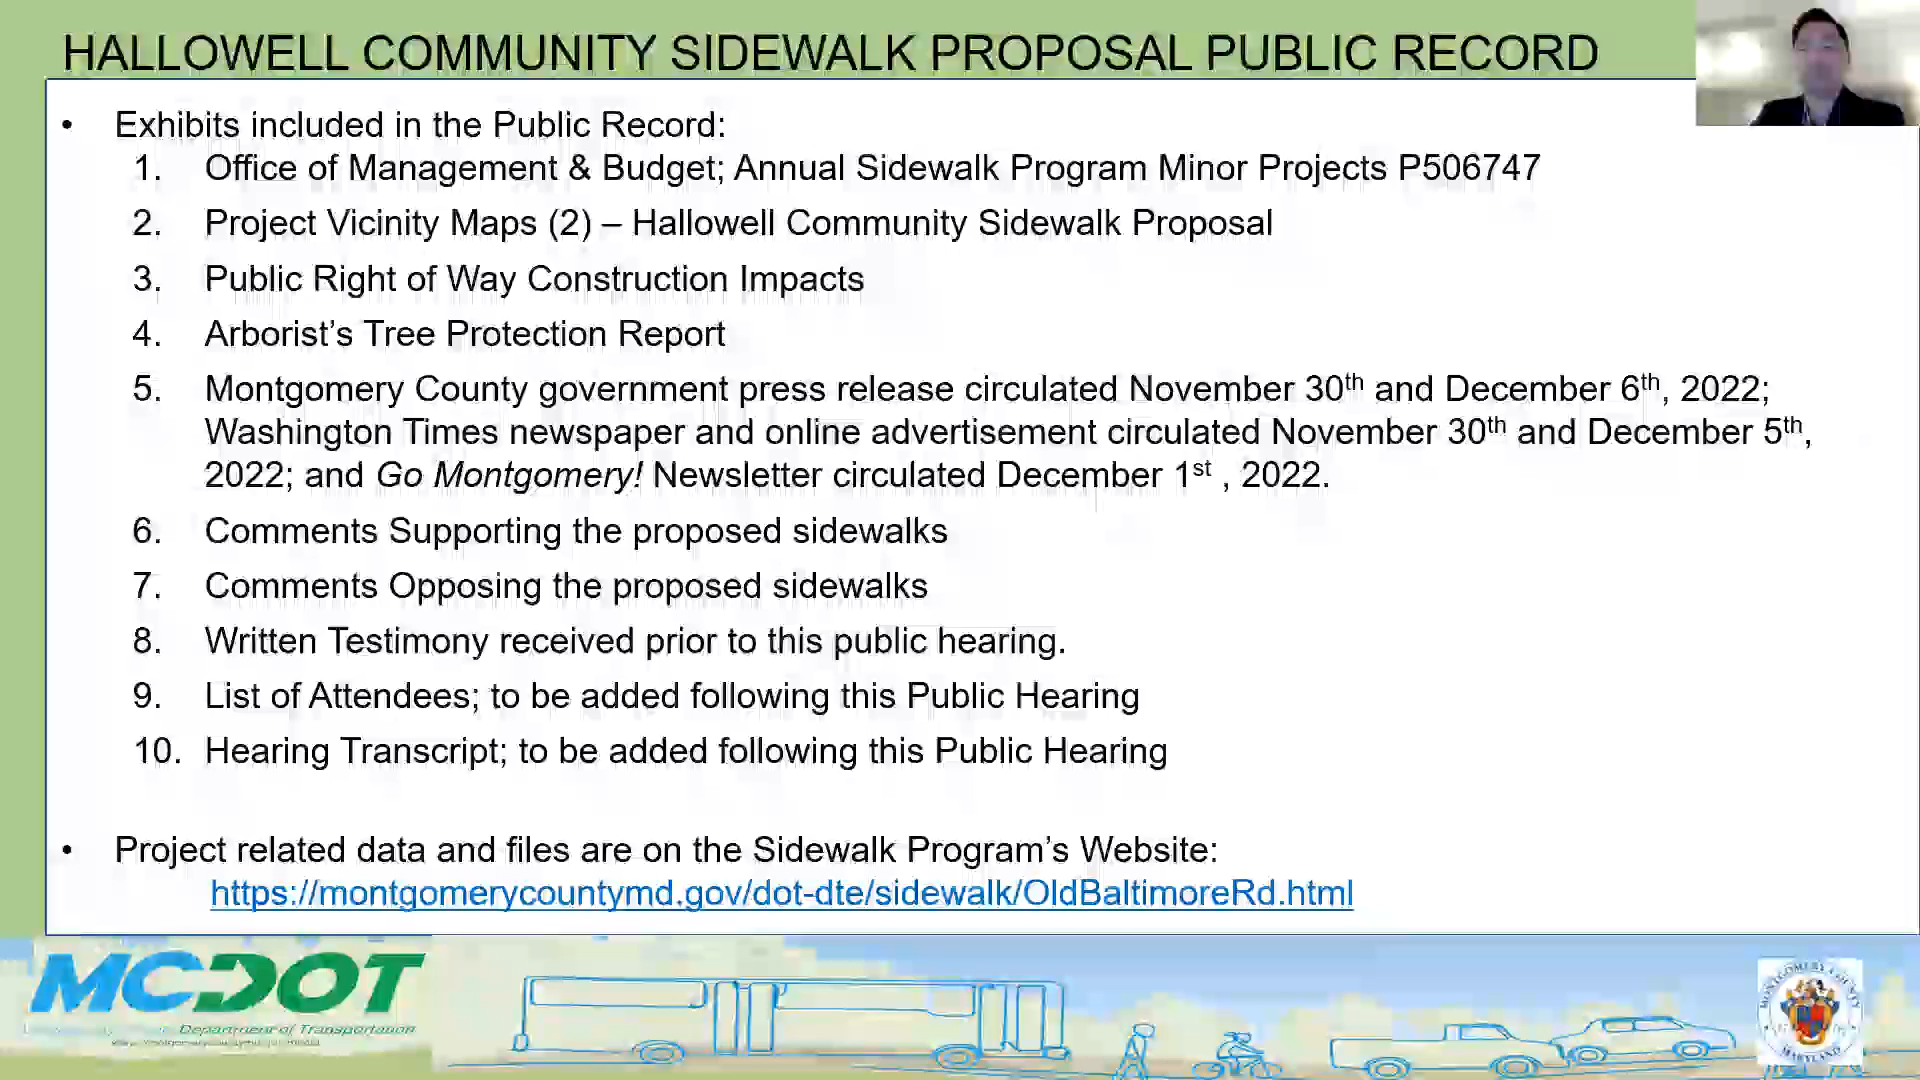 HALLOWELL COMMUNITY SIDEWALK PROPOSAL PUBLIC RECORD
• Exhibits included in the Public Record:
1. Office of Management & Budget; Annual Sidewalk Program Minor Projects P506747
2. Project Vicinity Maps (2) – Hallowell Community Sidewalk Proposal
3. Public Right of Way Construction Impacts
4. Arborist’s Tree Protection Report
5. Montgomery County government press release circulated November 30th and December 6th, 2022;
Washington Times newspaper and online advertisement circulated November 30th and December 5th,
2022; and Go Montgomery! Newsletter circulated December 1st , 2022.
6. Comments Supporting the proposed sidewalks
7. Comments Opposing the proposed sidewalks
8. Written Testimony received prior to this public hearing.
9. List of Attendees; to be added following this Public Hearing
10. Hearing Transcript; to be added following this Public Hearing
• Project related data and files are on the Sidewalk Program’s Website:
https://montgomerycountymd.gov/dot-dte/sidewalk/OldBaltimoreRd.html
MCDOT
Department of Transportation
MONTGOMERY COUNTY
MARYLAND